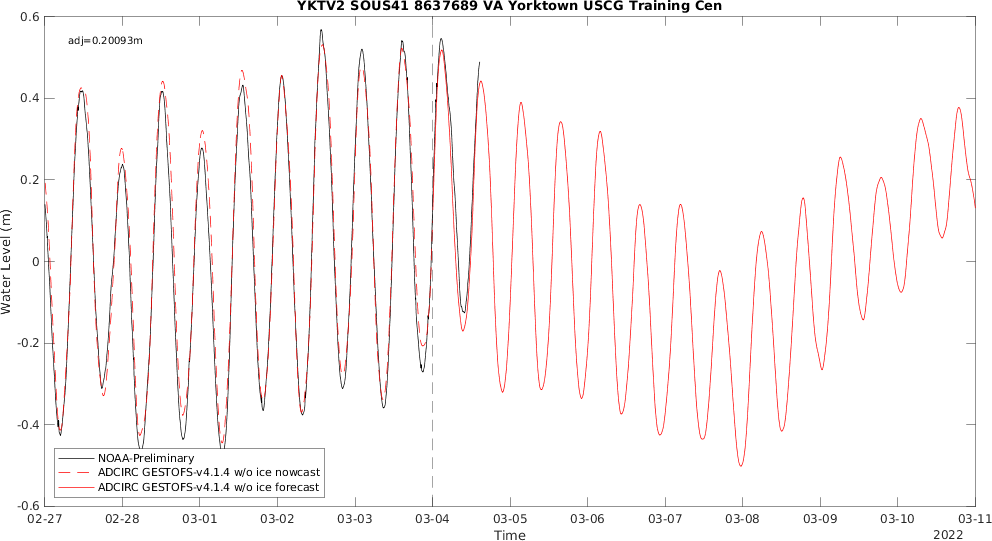 YKTV2 SOUS41 8637689 VA Yorktown USCG Training Cen
adj=0.20093m
0.6
0.4
0.2
0
-0.2
-0.4
-0.6
Water Level (m)
NOAA-Preliminary
ADCIRC GESTOFS-v4.1.4 w/o ice nowcast
ADCIRC GESTOFS-v4.1.4 w/o ice forecast
02-27 02-28 03-01 03-02 03-03 03-04 03-05 03-06 03-07 03-08 03-09 03-10 03-11
Time
2022